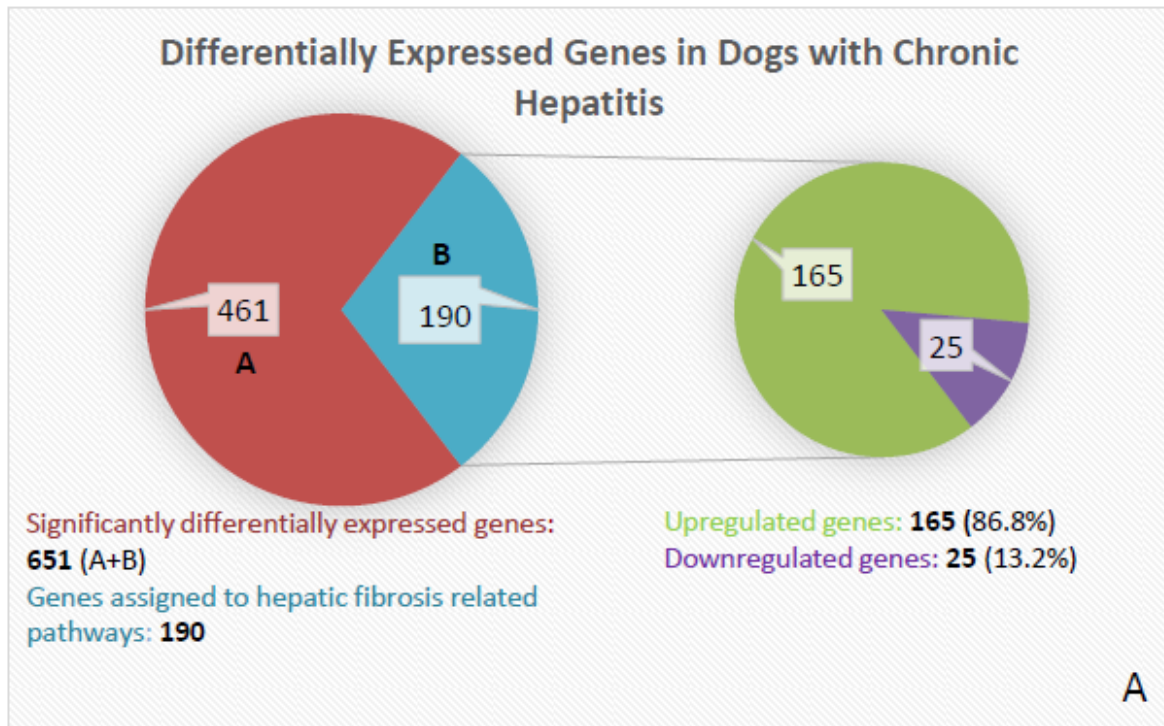 Differentially Expressed Genes in Dogs with Chronic
Hepatitis
B
461
190
A
165
25
Significantly differentially expressed genes:
651 (A+B)
Genes assigned to hepatic fibrosis related
pathways: 190
Upregulated genes: 165 (86.8%)
Downregulated genes: 25 (13.2%)
A